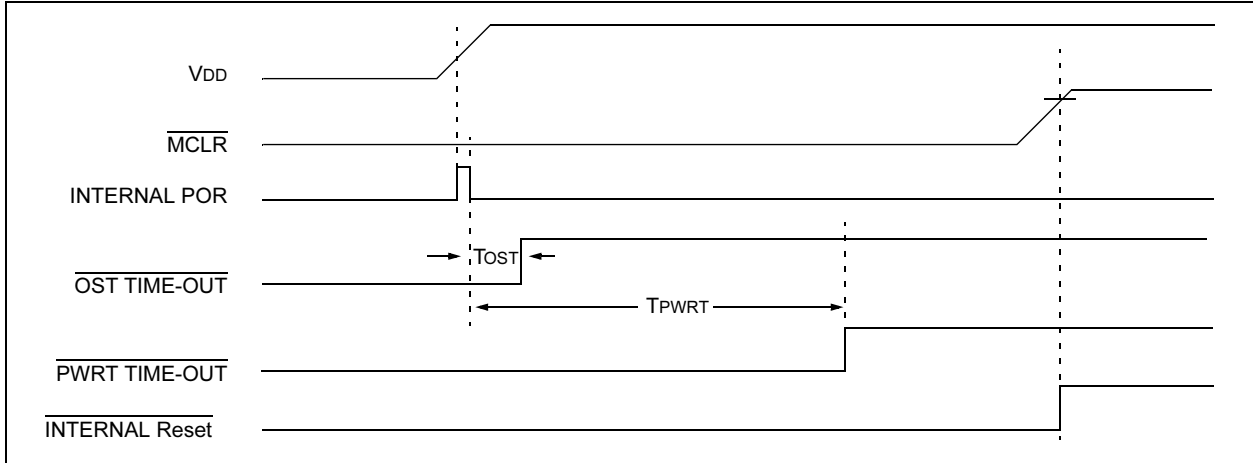 VDD
MCLR
INTERNAL POR
TOST
OST TIME-OUT
TPWRT
PWRT TIME-OUT
INTERNAL Reset